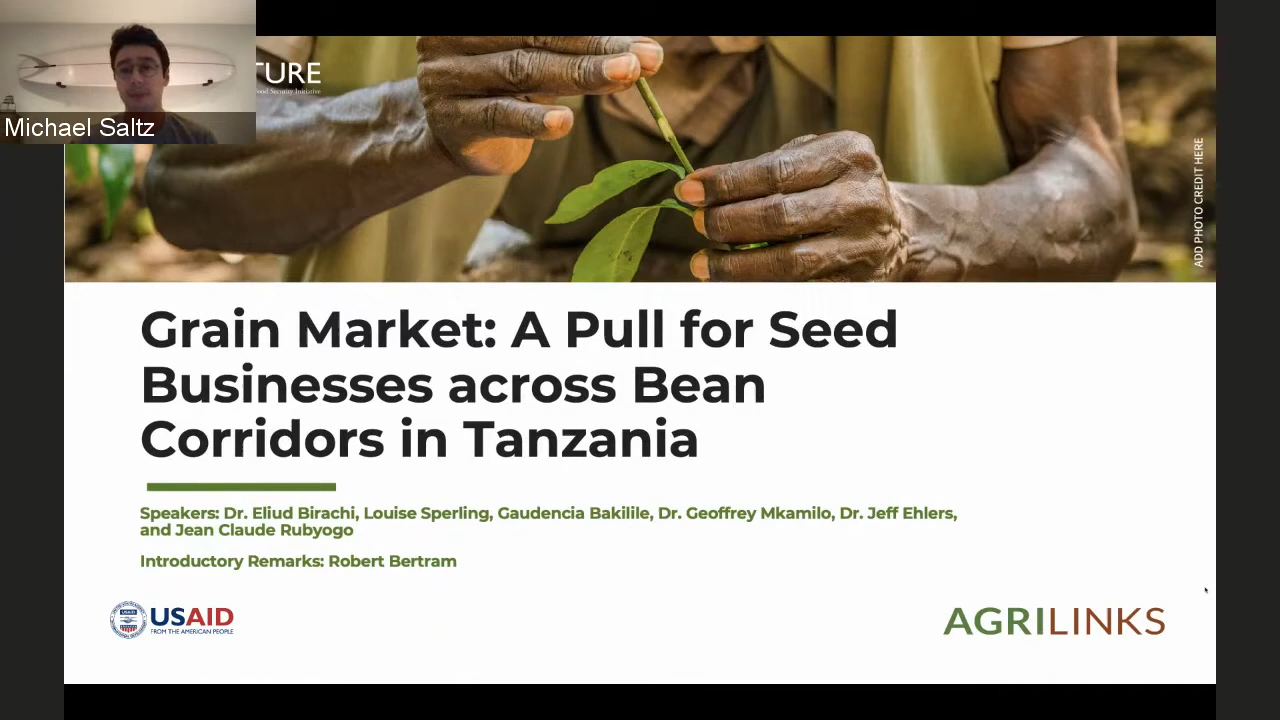 TURE
Food Security Initiative
Michael Saltz
ADD PHOTO CREDIT HERE
Grain Market: A Pull for Seed
Businesses across Bean
Corridors in Tanzania
Speakers: Dr. Eliud Birachi, Louise Sperling, Gaudencia Bakilile, Dr. Geoffrey Mkamilo, Dr. Jeff Ehlers,
and Jean Claude Rubyogo
Introductory Remarks: Robert Bertram
USAID
FROM THE AMERICAN PEOPLE
AGRILINKS